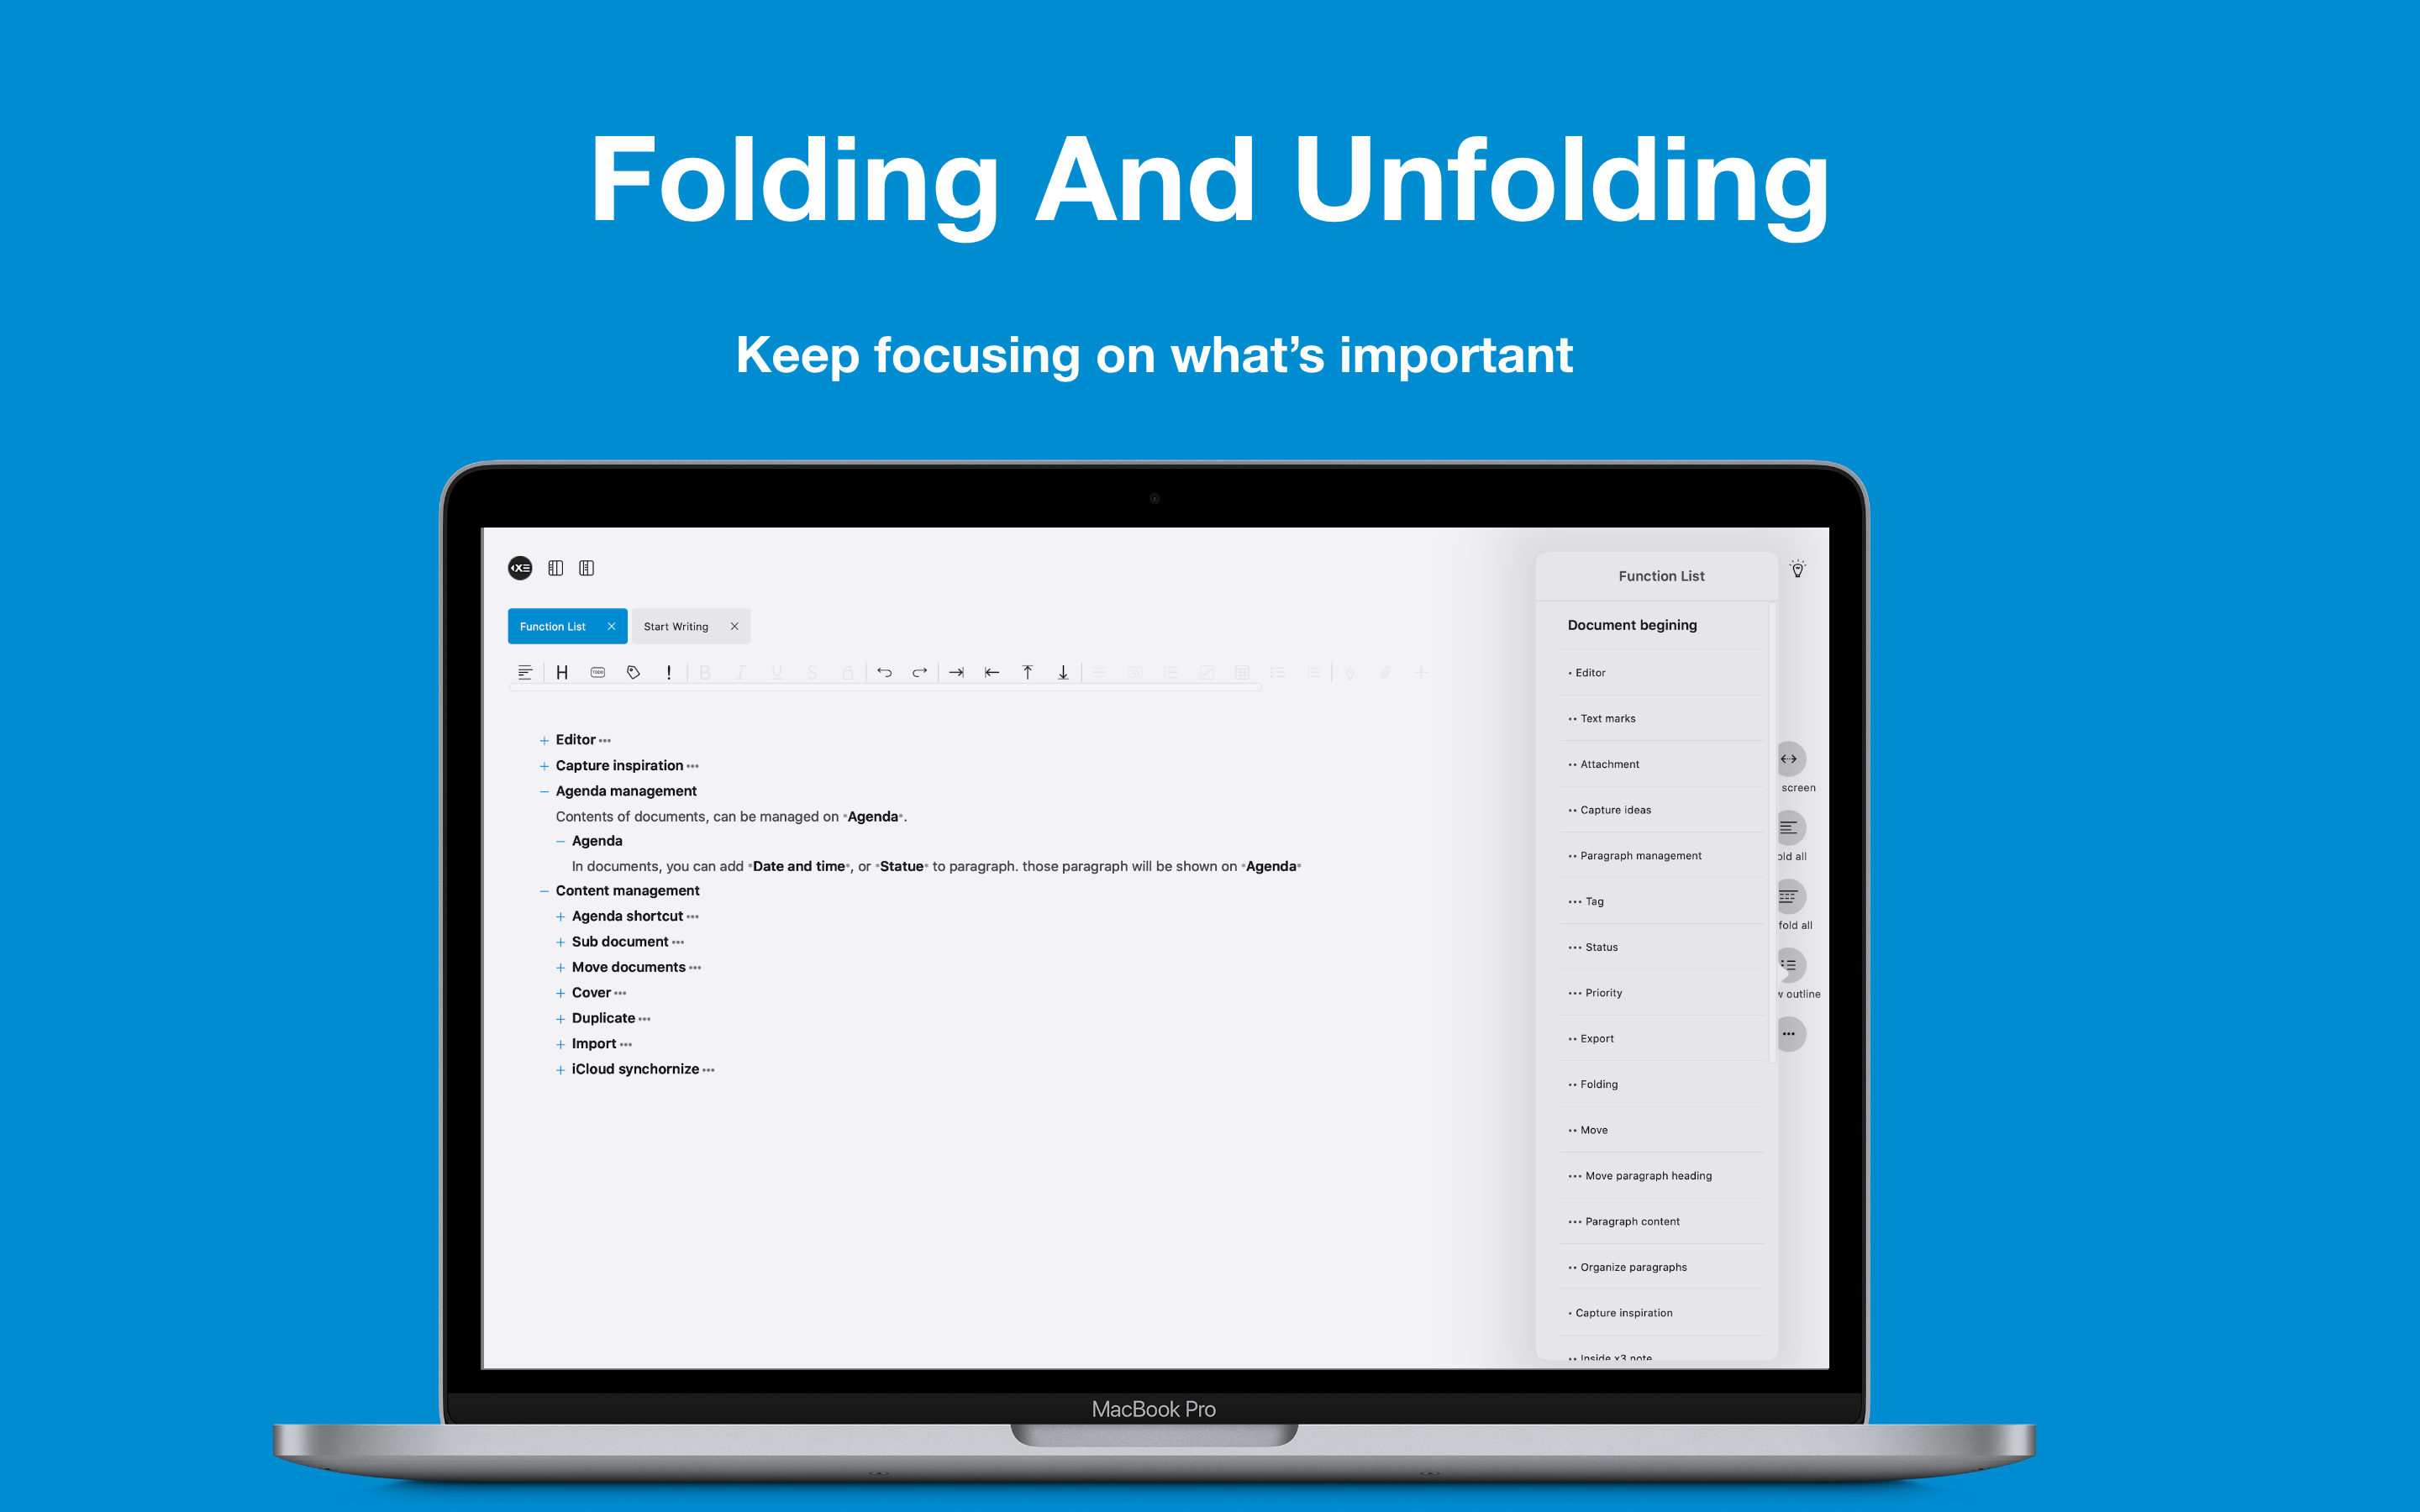 Folding And Unfolding
Keep focusing on what’s important
Function List
Start Writing
H
TODO
!
B I U S
+ Editor •••
+ Capture inspiration •••
− Agenda management
Contents of documents, can be managed on *Agenda*.
− Agenda
In documents, you can add *Date and time*, or *Statue* to paragraph. those paragraph will be shown on *Agenda*
− Content management
+ Agenda shortcut •••
+ Sub document •••
+ Move documents •••
+ Cover •••
+ Duplicate •••
+ Import •••
+ iCloud synchornize •••
Function List
Document begining
• Editor
•• Text marks
•• Attachment
•• Capture ideas
•• Paragraph management
••• Tag
••• Status
••• Priority
•• Export
•• Folding
•• Move
••• Move paragraph heading
••• Paragraph content
•• Organize paragraphs
• Capture inspiration
•• Inside x3 note
screen
old all
fold all
w outline
MacBook Pro